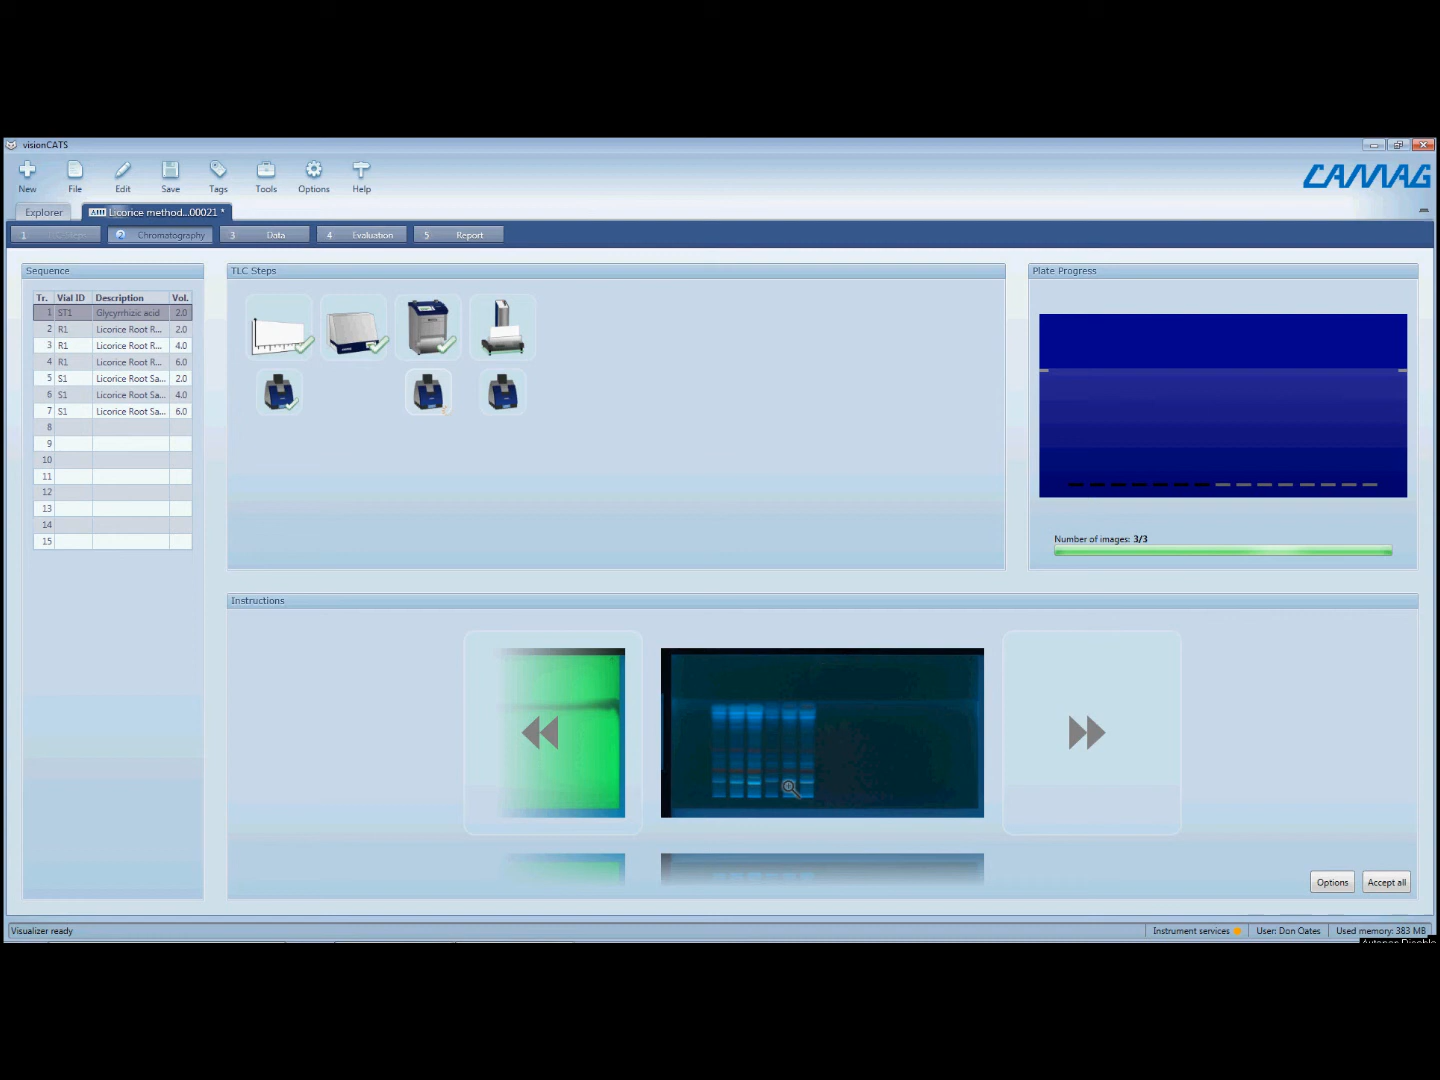 visionCATS
New File Edit Save Tags Tools Options Help
CAMAG
Explorer
Licorice method...00021 *
1
2 Chromatography
3 Data
4 Evaluation
5 Report
Sequence
Tr. Vial ID Description Vol.
1 ST1 Glycyrrhizic acid 2.0
2 R1 Licorice Root R... 2.0
3 R1 Licorice Root R... 4.0
4 R1 Licorice Root R... 6.0
5 S1 Licorice Root Sa... 2.0
6 S1 Licorice Root Sa... 4.0
7 S1 Licorice Root Sa... 6.0
8
9
10
11
12
13
14
15
TLC Steps
Plate Progress
Number of images: 3/3
Instructions
Options
Accept all
Visualizer ready
Instrument services
User: Don Oates
Used memory: 383 MB